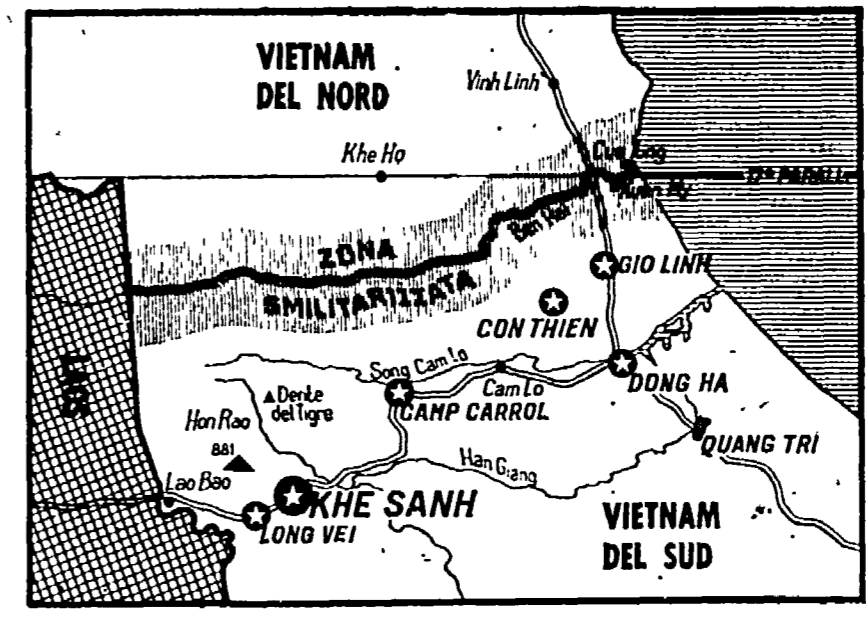 VIETNAM
DEL NORD
Vinh Linh
Khe Ho
17° PARALL.
Ben Hai
ZONA
SMILITARIZZATA
GIO LINH
CON THIEN
LAOS
Song Cam Lo
Cam Lo
DONG HA
Dente
del Tigre
CAMP CARROL
Hon Rao
881
QUANG TRI
Han Giang
Lao Bao
KHE SANH
LONG VEI
VIETNAM
DEL SUD